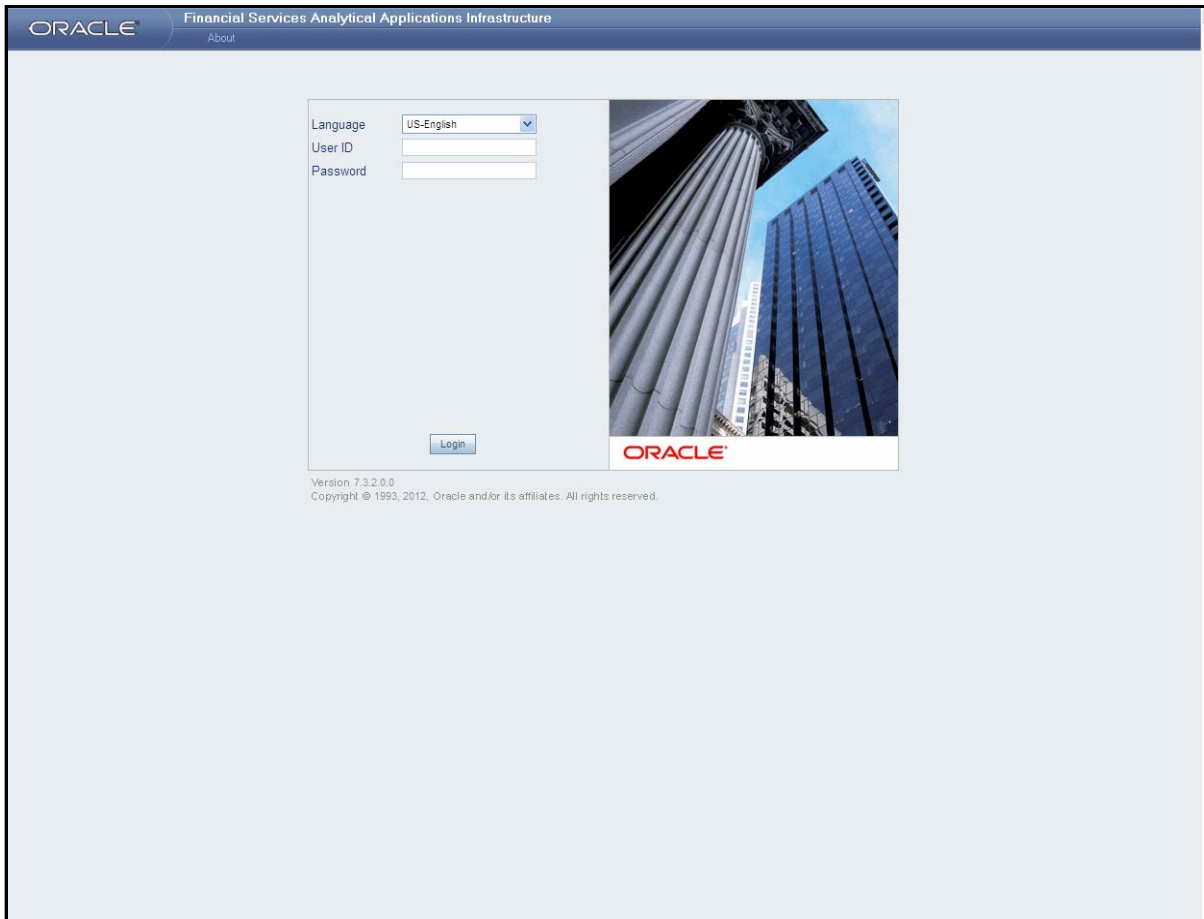 ORACLE®
Financial Services Analytical Applications Infrastructure
About
Language US-English
User ID
Password
Login
ORACLE®
Version 7.3.2.0.0
Copyright © 1993, 2012, Oracle and/or its affiliates. All rights reserved.